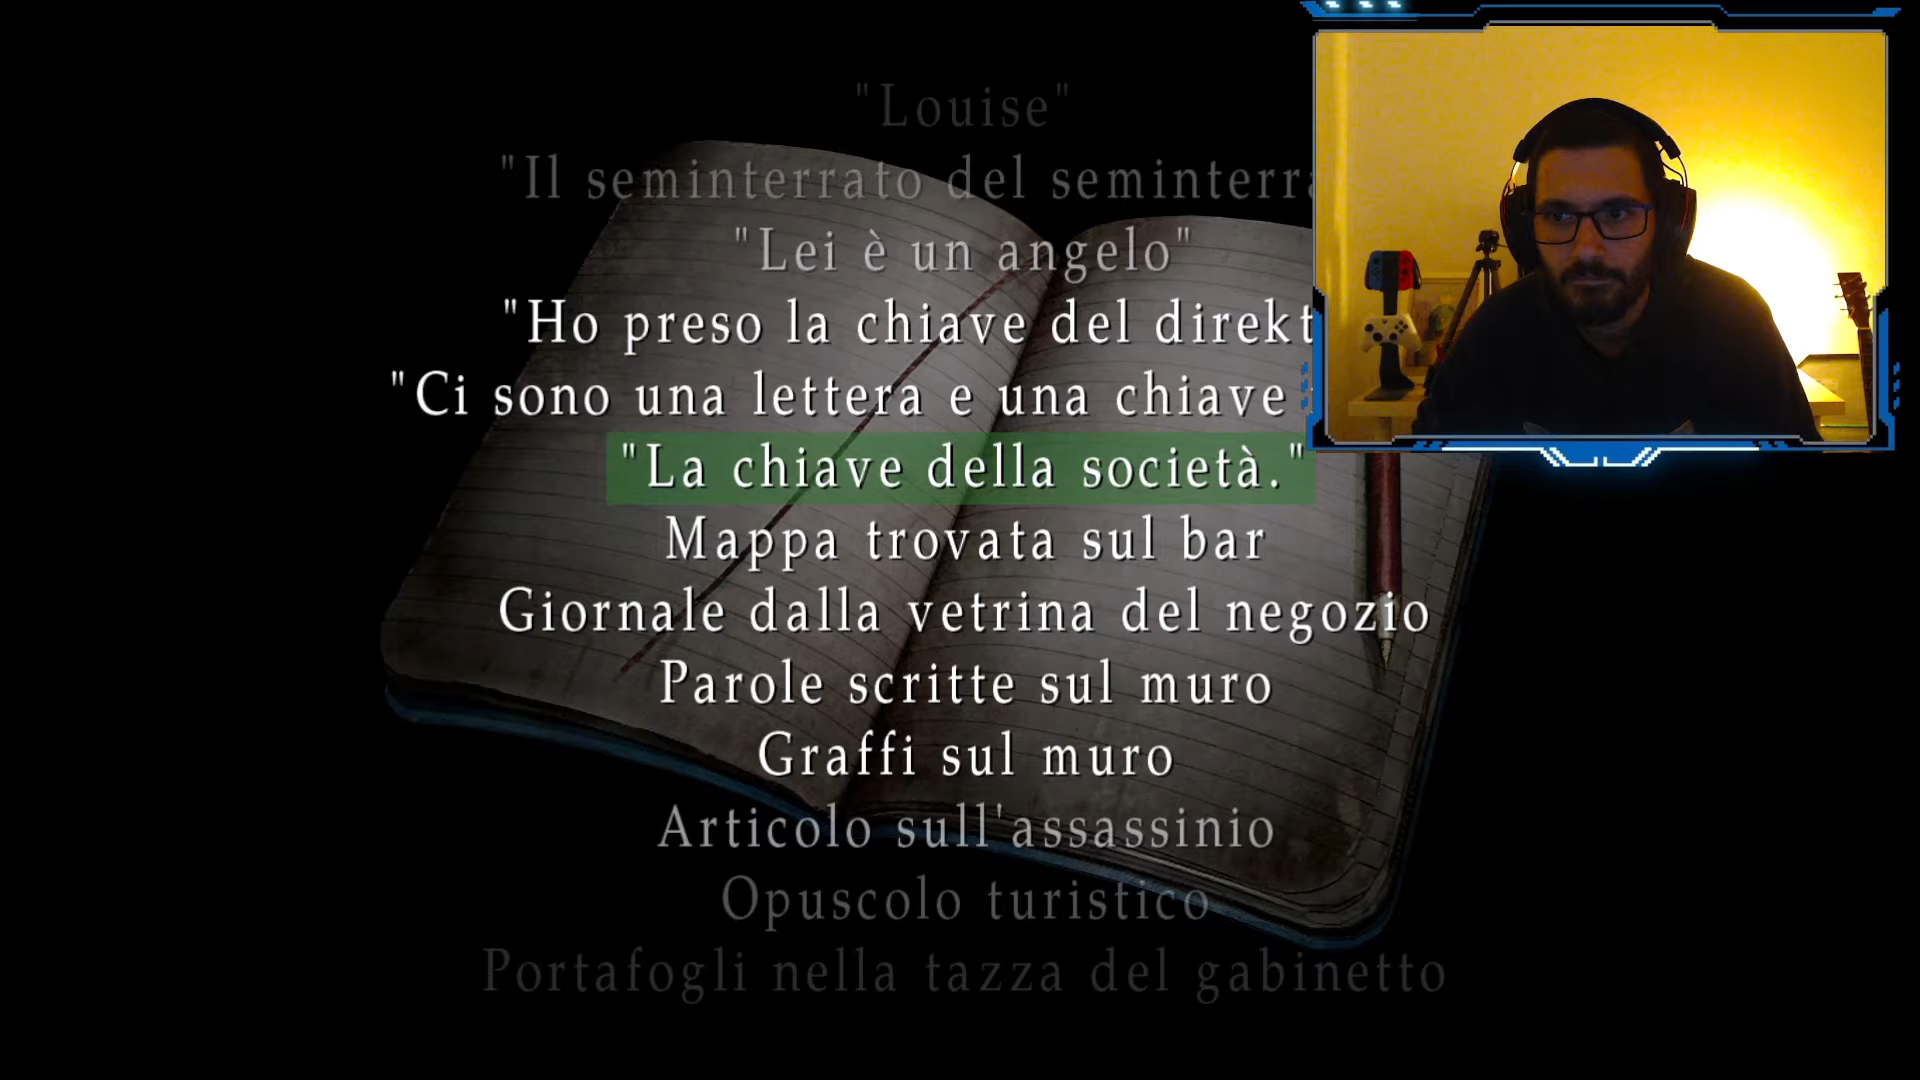 "Louise"
"Il seminterrato del seminterra
"Lei è un angelo"
"Ho preso la chiave del direkt
"Ci sono una lettera e una chiave
"La chiave della società."
Mappa trovata sul bar
Giornale dalla vetrina del negozio
Parole scritte sul muro
Graffi sul muro
Articolo sull'assassinio
Opuscolo turistico
Portafogli nella tazza del gabinetto